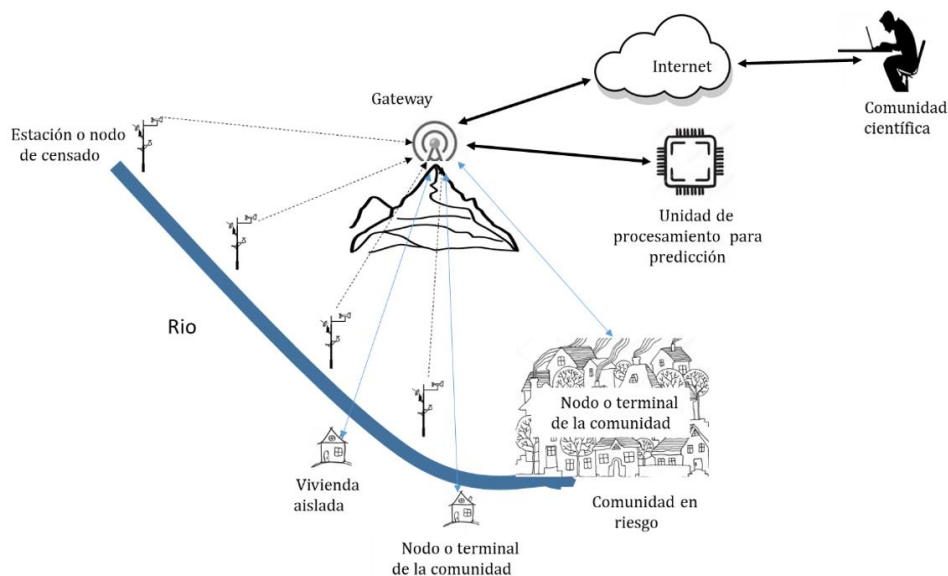 Internet
Comunidad
científica
Gateway
Estación o nodo
de censado
Unidad de
procesamiento para
predicción
Rio
Nodo o terminal
de la comunidad
Vivienda
aislada
Comunidad en
riesgo
Nodo o terminal
de la comunidad